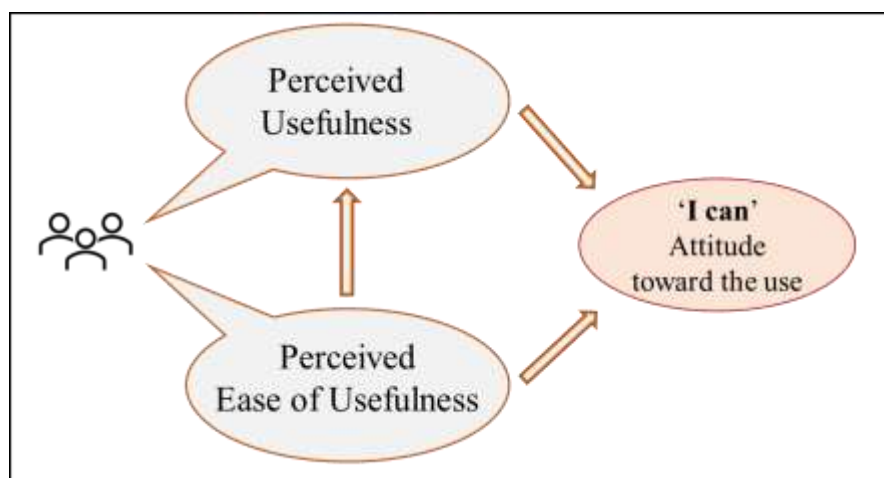 Perceived
Usefulness
'I can'
Attitude
toward the use
Perceived
Ease of Usefulness